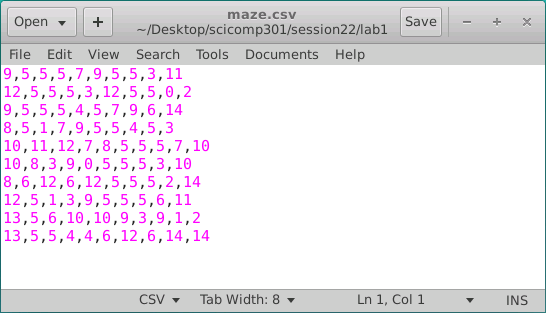 Open
+
maze.csv
~/Desktop/scicomp301/session22/lab1
Save
File Edit View Search Tools Documents Help
9,5,5,5,7,9,5,5,3,11
12,5,5,5,3,12,5,5,0,2
9,5,5,5,4,5,7,9,6,14
8,5,1,7,9,5,5,4,5,3
10,11,12,7,8,5,5,5,7,10
10,8,3,9,0,5,5,5,3,10
8,6,12,6,12,5,5,5,2,14
12,5,1,3,9,5,5,5,6,11
13,5,6,10,10,9,3,9,1,2
13,5,5,4,4,6,12,6,14,14
CSV Tab Width: 8 Ln 1, Col 1 INS